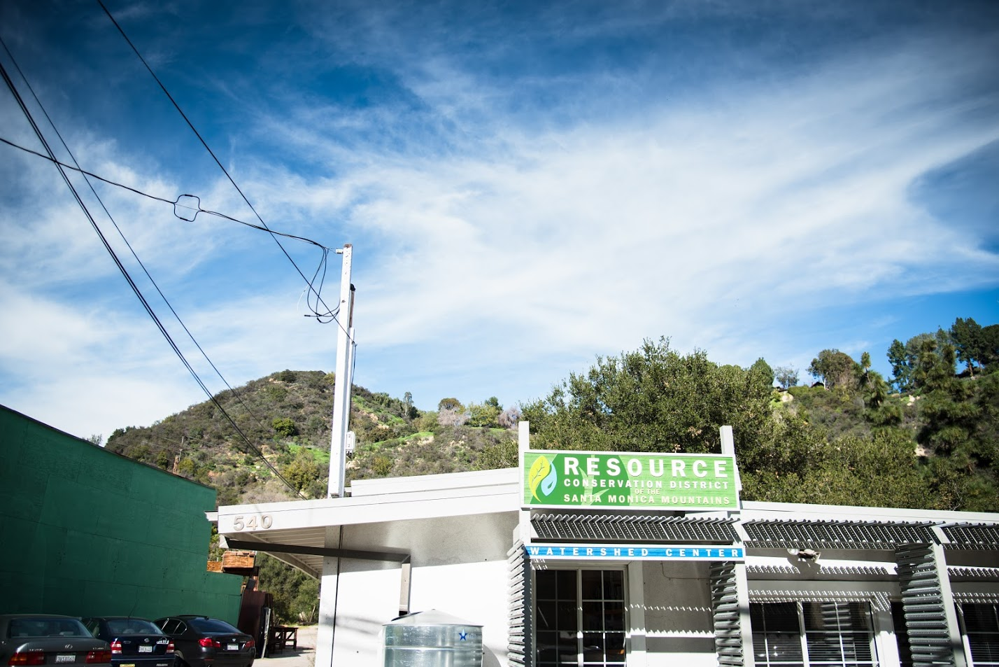 540
RESOURCE
CONSERVATION DISTRICT
OF THE
SANTA MONICA MOUNTAINS
WATERSHED CENTER